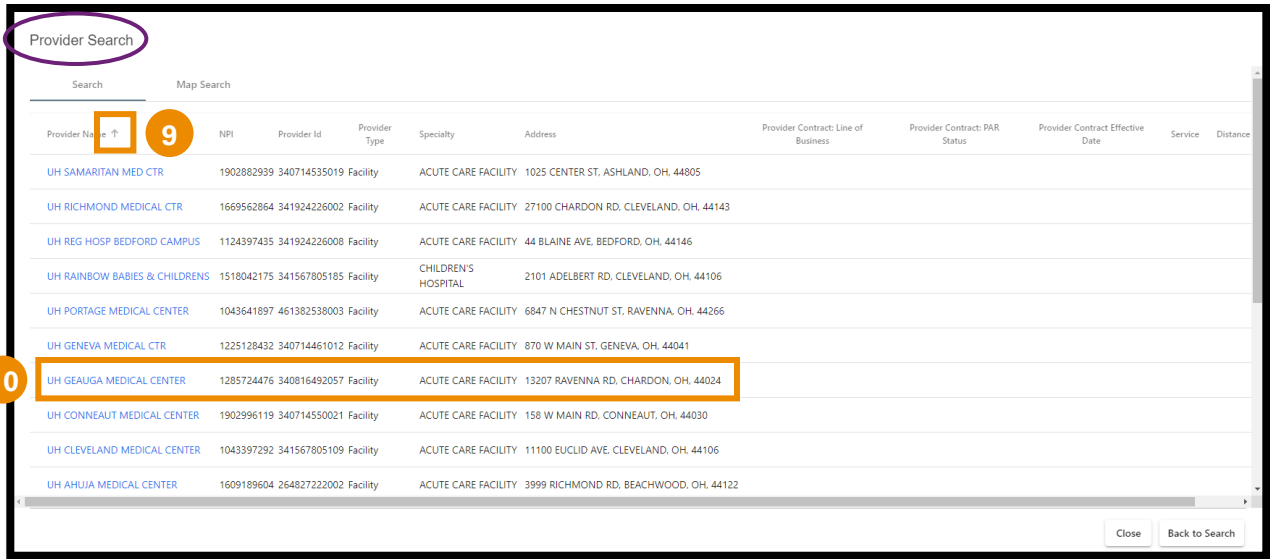 Provider Search
Search Map Search
Provider Name ↑ 9 NPI Provider Id Provider Type Specialty Address Provider Contract: Line of Business Provider Contract: PAR Status Provider Contract Effective Date Service Distance
UH SAMARITAN MED CTR 1902882939 340714535019 Facility ACUTE CARE FACILITY 1025 CENTER ST, ASHLAND, OH, 44805
UH RICHMOND MEDICAL CTR 1669562864 341924226002 Facility ACUTE CARE FACILITY 27100 CHARDON RD, CLEVELAND, OH, 44143
UH REG HOSP BEDFORD CAMPUS 1124397435 341924226008 Facility ACUTE CARE FACILITY 44 BLAINE AVE, BEDFORD, OH, 44146
UH RAINBOW BABIES & CHILDRENS 1518042175 341567805185 Facility CHILDREN'S HOSPITAL 2101 ADELBERT RD, CLEVELAND, OH, 44106
UH PORTAGE MEDICAL CENTER 1043641897 461382538003 Facility ACUTE CARE FACILITY 6847 N CHESTNUT ST, RAVENNA, OH, 44266
UH GENEVA MEDICAL CTR 1225128432 340714461012 Facility ACUTE CARE FACILITY 870 W MAIN ST, GENEVA, OH, 44041
0 UH GEAUGA MEDICAL CENTER 1285724476 340816492057 Facility ACUTE CARE FACILITY 13207 RAVENNA RD, CHARDON, OH, 44024
UH CONNEAUT MEDICAL CENTER 1902996119 340714550021 Facility ACUTE CARE FACILITY 158 W MAIN RD, CONNEAUT, OH, 44030
UH CLEVELAND MEDICAL CENTER 1043397292 341567805109 Facility ACUTE CARE FACILITY 11100 EUCLID AVE. CLEVELAND, OH, 44106
UH AHUJA MEDICAL CENTER 1609189604 264827222002 Facility ACUTE CARE FACILITY 3999 RICHMOND RD, BEACHWOOD, OH, 44122
Close Back to Search